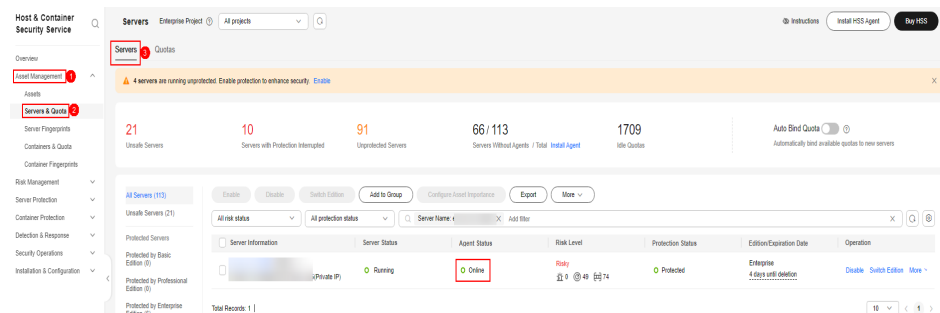 Host & Container
Security Service
Servers Enterprise Project All projects
Instructions Install HSS Agent Buy HSS
Overview
Asset Management 1
Assets
Servers & Quota 2
Server Fingerprints
Containers & Quota
Container Fingerprints
Risk Management
Server Protection
Container Protection
Detection & Response
Security Operations
Installation & Configuration
Servers 3 Quotas
4 servers are running unprotected. Enable protection to enhance security. Enable
21
Unsafe Servers
10
Servers with Protection Interrupted
91
Unprotected Servers
66 / 113
Servers Without Agents / Total Install Agent
1709
Idle Quotas
Auto Bind Quota
Automatically bind available quotas to new servers
All Servers (113)
Unsafe Servers (21)
Protected Servers
Protected by Basic
Edition (0)
Protected by Professional
Edition (0)
Protected by Enterprise
Enable Disable Switch Edition Add to Group Configure Asset Importance Export More
All risk status All protection status Server Name: e X Add filter
Server Information Server Status Agent Status Risk Level Protection Status Edition/Expiration Date Operation
(Private IP) Running Online Risky Protected Enterprise Disable Switch Edition More
0 49 74 4 days until deletion
Total Records: 1
10 1